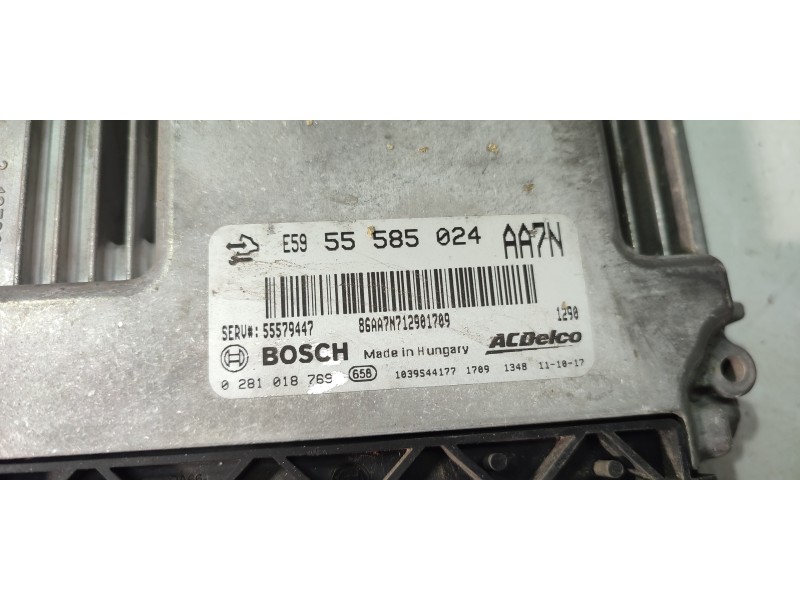 E59 55 585 024 AA7N
SERV#: 55579447 86AA7N712901709 1290
BOSCH Made in Hungary ACDelco
0 281 018 769 G5B 1039S44177 1709 1348 11-10-17